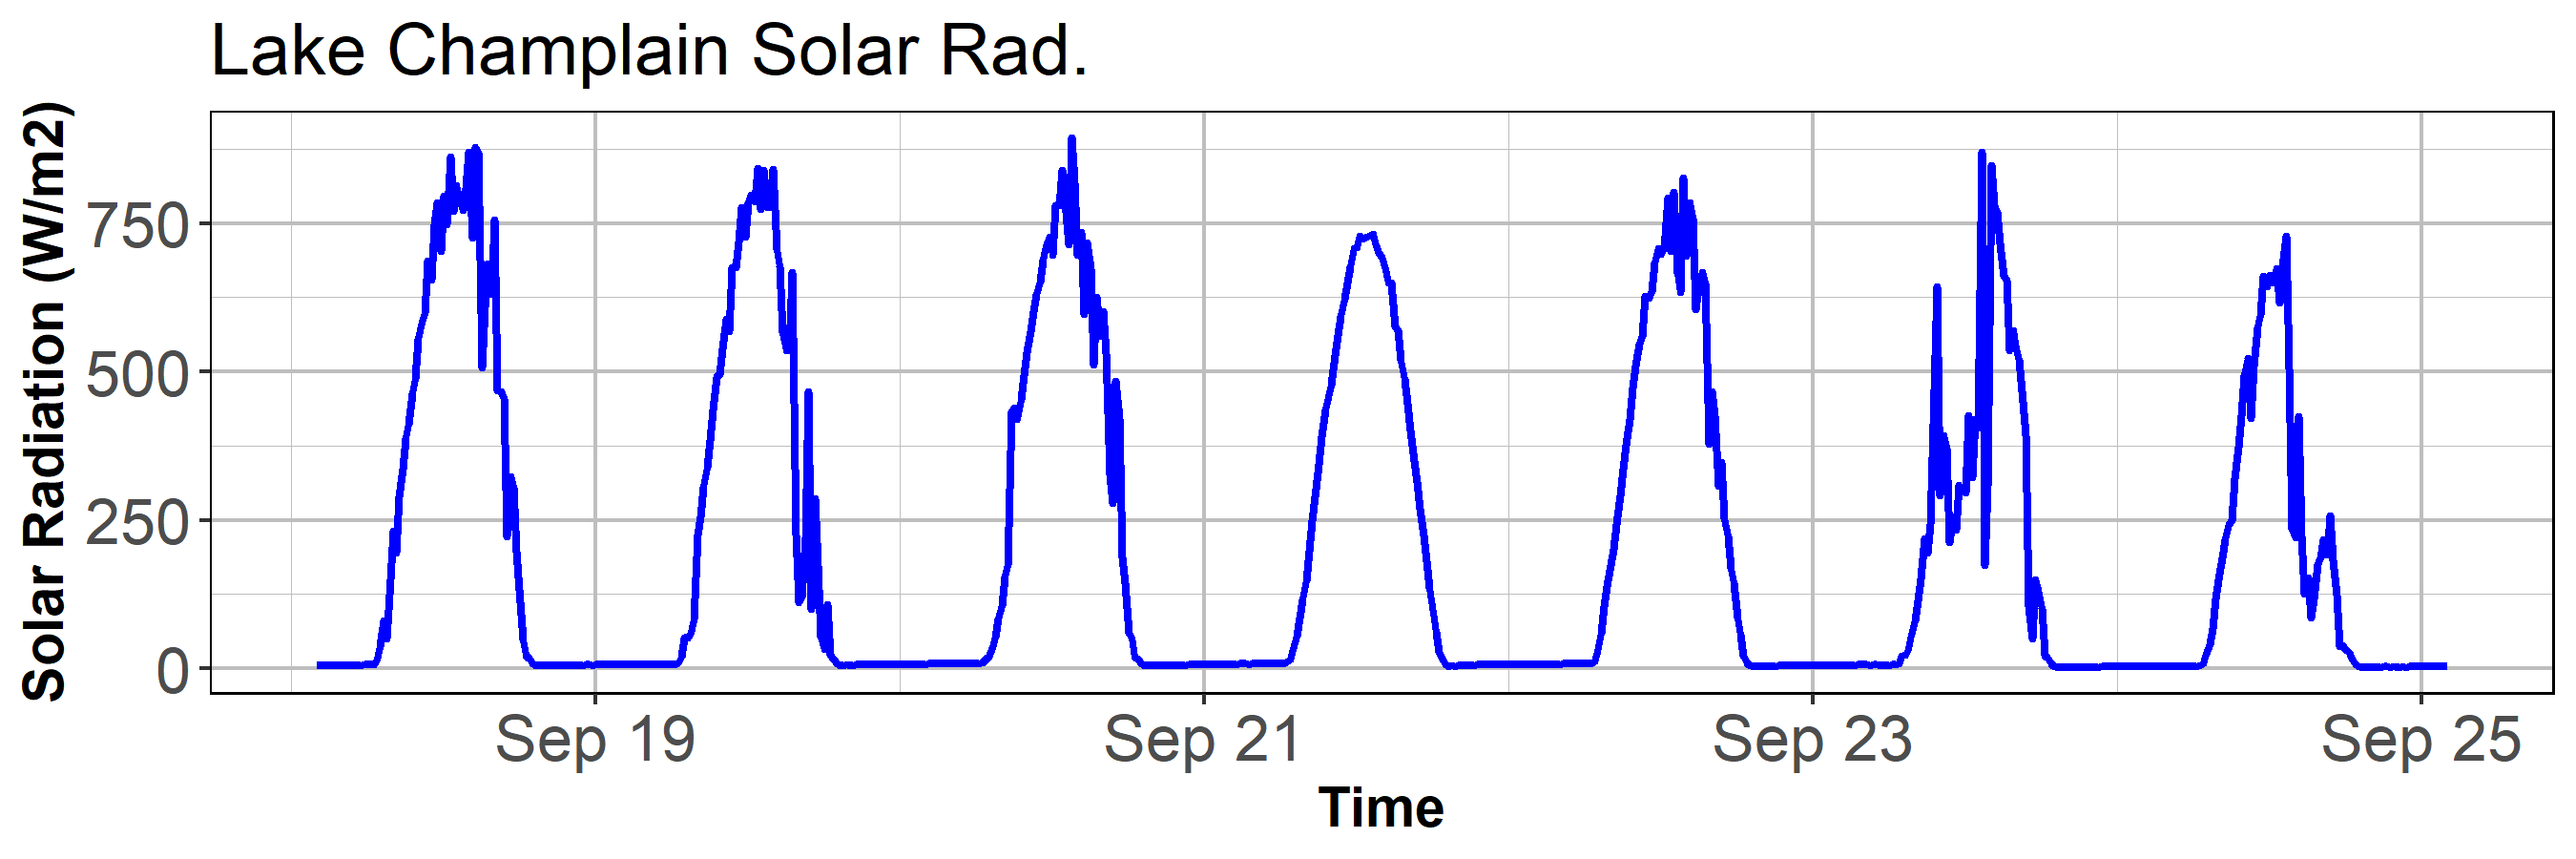 Lake Champlain Solar Rad.
Solar Radiation (W/m2)
750
500
250
0
Sep 19
Sep 21
Sep 23
Sep 25
Time